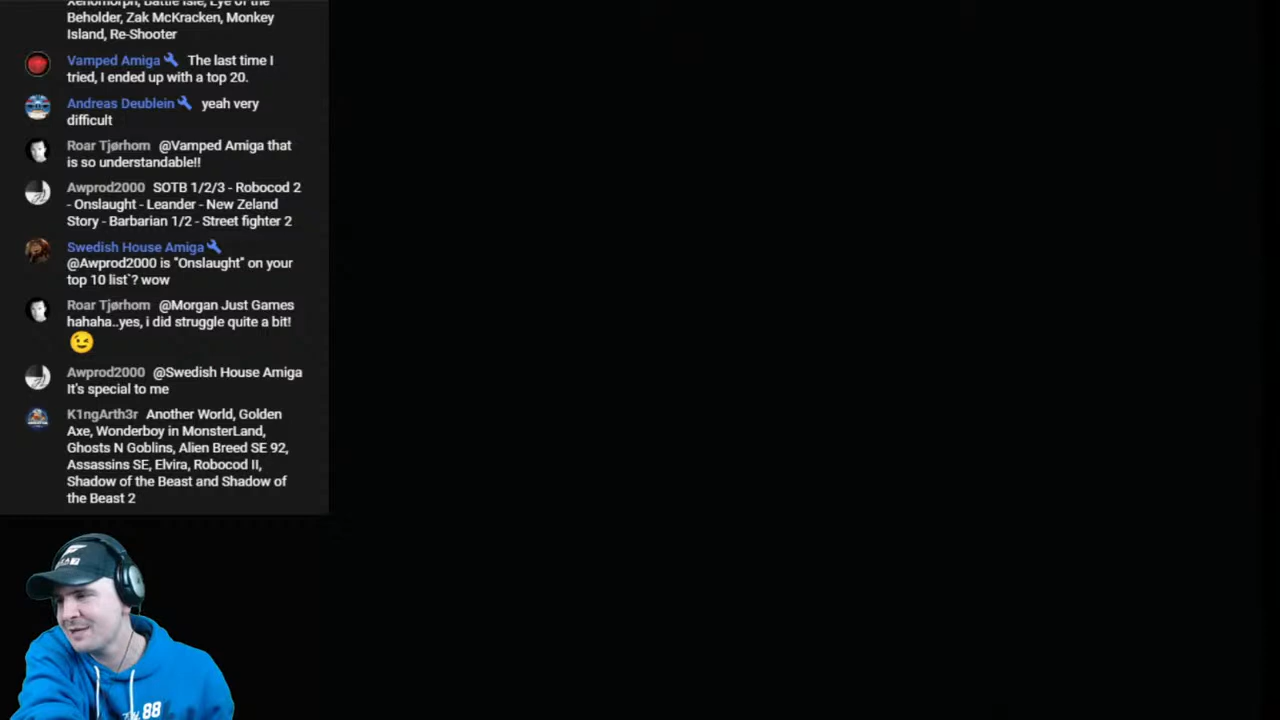 Xenomorph, Battle Isle, Eye of the
Beholder, Zak McKracken, Monkey
Island, Re-Shooter
Vamped Amiga The last time I
tried, I ended up with a top 20.
Andreas Deublein yeah very
difficult
Roar Tjørhom @Vamped Amiga that
is so understandable!!
Awprod2000 SOTB 1/2/3 - Robocod 2
- Onslaught - Leander - New Zeland
Story - Barbarian 1/2 - Street fighter 2
Swedish House Amiga
@Awprod2000 is "Onslaught" on your
top 10 list`? wow
Roar Tjørhom @Morgan Just Games
hahaha..yes, i did struggle quite a bit!
Awprod2000 @Swedish House Amiga
It's special to me
K1ngArth3r Another World, Golden
Axe, Wonderboy in MonsterLand,
Ghosts N Goblins, Alien Breed SE 92,
Assassins SE, Elvira, Robocod II,
Shadow of the Beast and Shadow of
the Beast 2
88